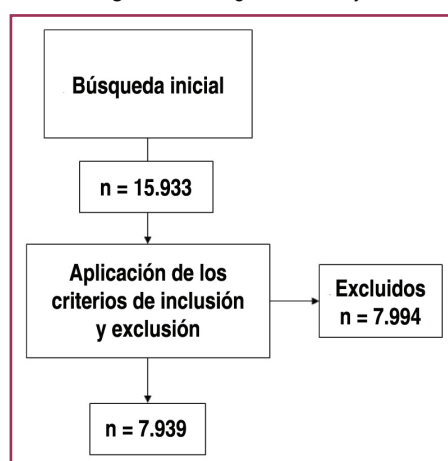 Búsqueda inicial
n = 15.933
Aplicación de los
criterios de inclusión
y exclusión
Excluidos
n = 7.994
n = 7.939